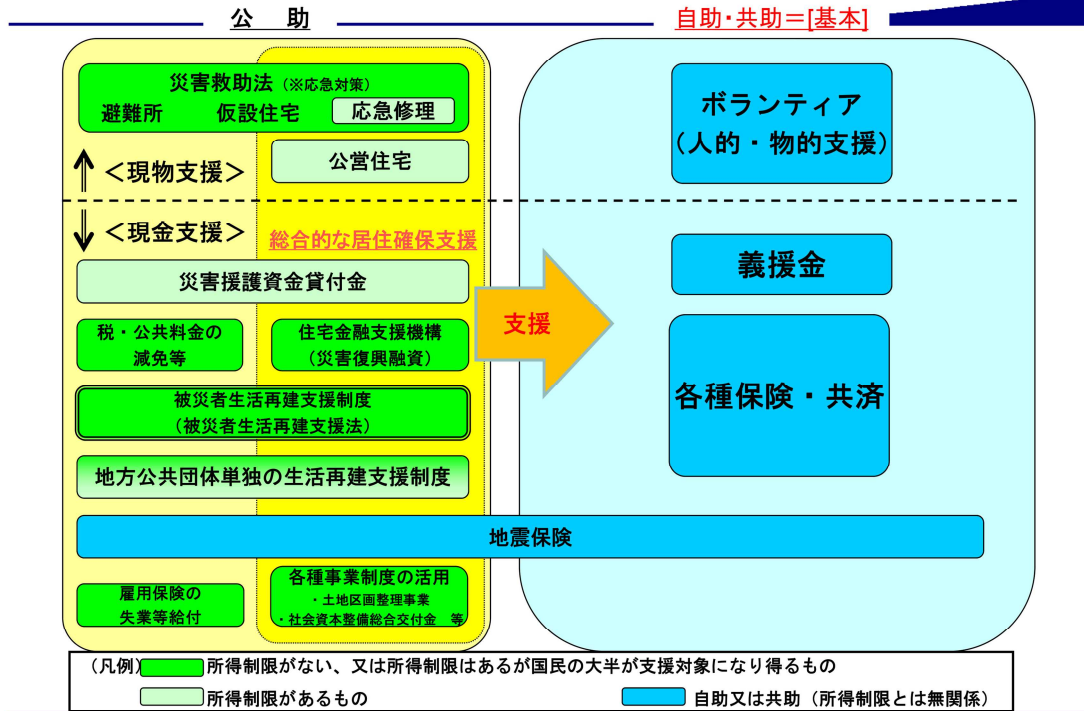 公 助
自助・共助＝[基本]
災害救助法（※応急対策）
避難所 仮設住宅 応急修理
公営住宅
＜現物支援＞
＜現金支援＞
総合的な居住確保支援
災害援護資金貸付金
税・公共料金の
減免等
住宅金融支援機構
（災害復興融資）
被災者生活再建支援制度
（被災者生活再建支援法）
地方公共団体単独の生活再建支援制度
地震保険
雇用保険の
失業等給付
各種事業制度の活用
・土地区画整理事業
・社会資本整備総合交付金 等
支援
ボランティア
（人的・物的支援）
義援金
各種保険・共済
（凡例） 所得制限がない、又は所得制限はあるが国民の大半が支援対象になり得るもの
所得制限があるもの 自助又は共助（所得制限とは無関係）